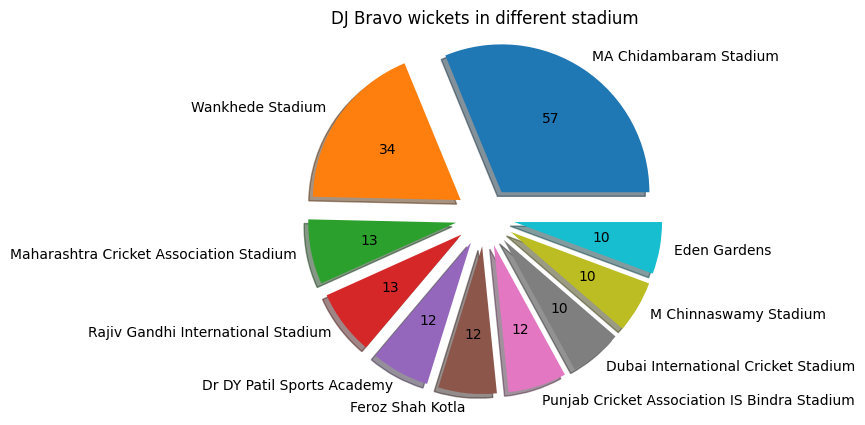 DJ Bravo wickets in different stadium
MA Chidambaram Stadium
57
Wankhede Stadium
34
Maharashtra Cricket Association Stadium
13
Rajiv Gandhi International Stadium
13
Dr DY Patil Sports Academy
12
Feroz Shah Kotla
12
Punjab Cricket Association IS Bindra Stadium
12
Dubai International Cricket Stadium
10
M Chinnaswamy Stadium
10
Eden Gardens
10